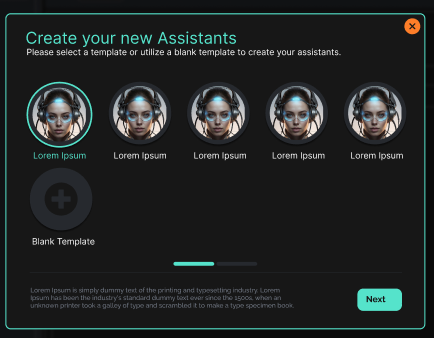 Create your new Assistants
Please select a template or utilize a blank template to create your assistants.
Lorem Ipsum Lorem Ipsum Lorem Ipsum Lorem Ipsum Lorem Ipsum
Blank Template
Lorem Ipsum is simply dummy text of the printing and typesetting industry. Lorem
Ipsum has been the industry's standard dummy text ever since the 1500s, when an
unknown printer took a galley of type and scrambled it to make a type specimen book.
Next